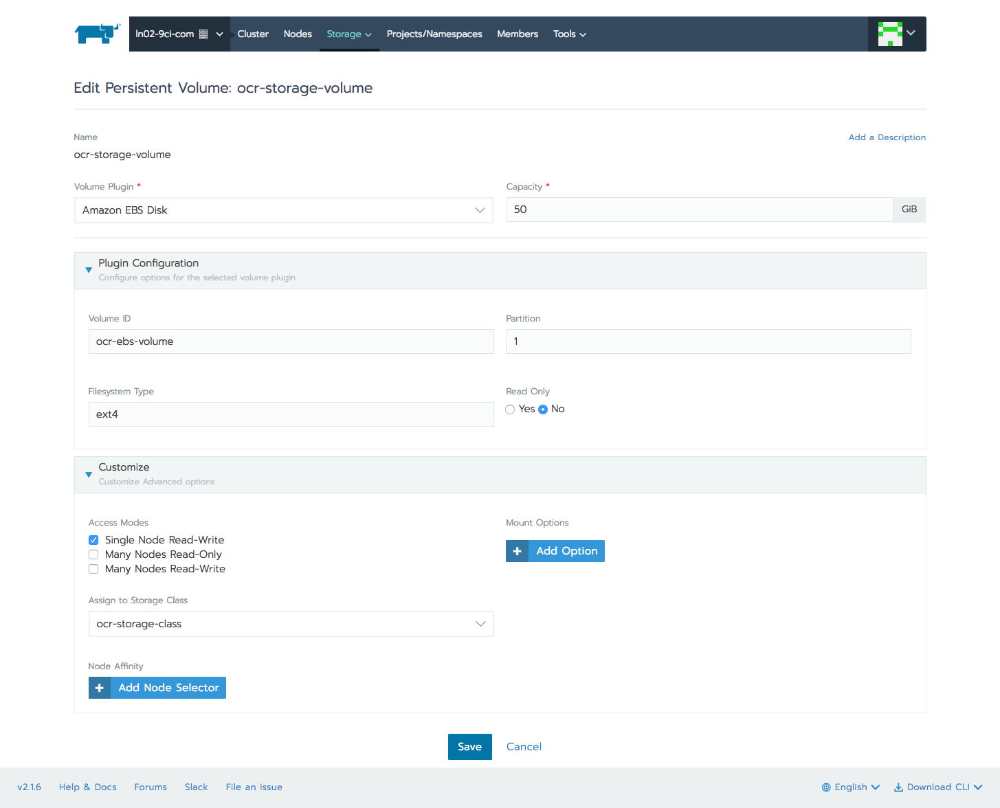 ln02-9ci-com Cluster Nodes Storage Projects/Namespaces Members Tools
Edit Persistent Volume: ocr-storage-volume
Name
Add a Description
ocr-storage-volume
Volume Plugin *
Capacity *
Amazon EBS Disk
50 GiB
Plugin Configuration
Configure options for the selected volume plugin
Volume ID
Partition
ocr-ebs-volume
1
Filesystem Type
Read Only
ext4
Yes No
Customize
Customize Advanced options
Access Modes
Mount Options
Single Node Read-Write
Many Nodes Read-Only
Many Nodes Read-Write
+ Add Option
Assign to Storage Class
ocr-storage-class
Node Affinity
+ Add Node Selector
Save Cancel
v2.1.6 Help & Docs Forums Slack File an Issue English Download CLI